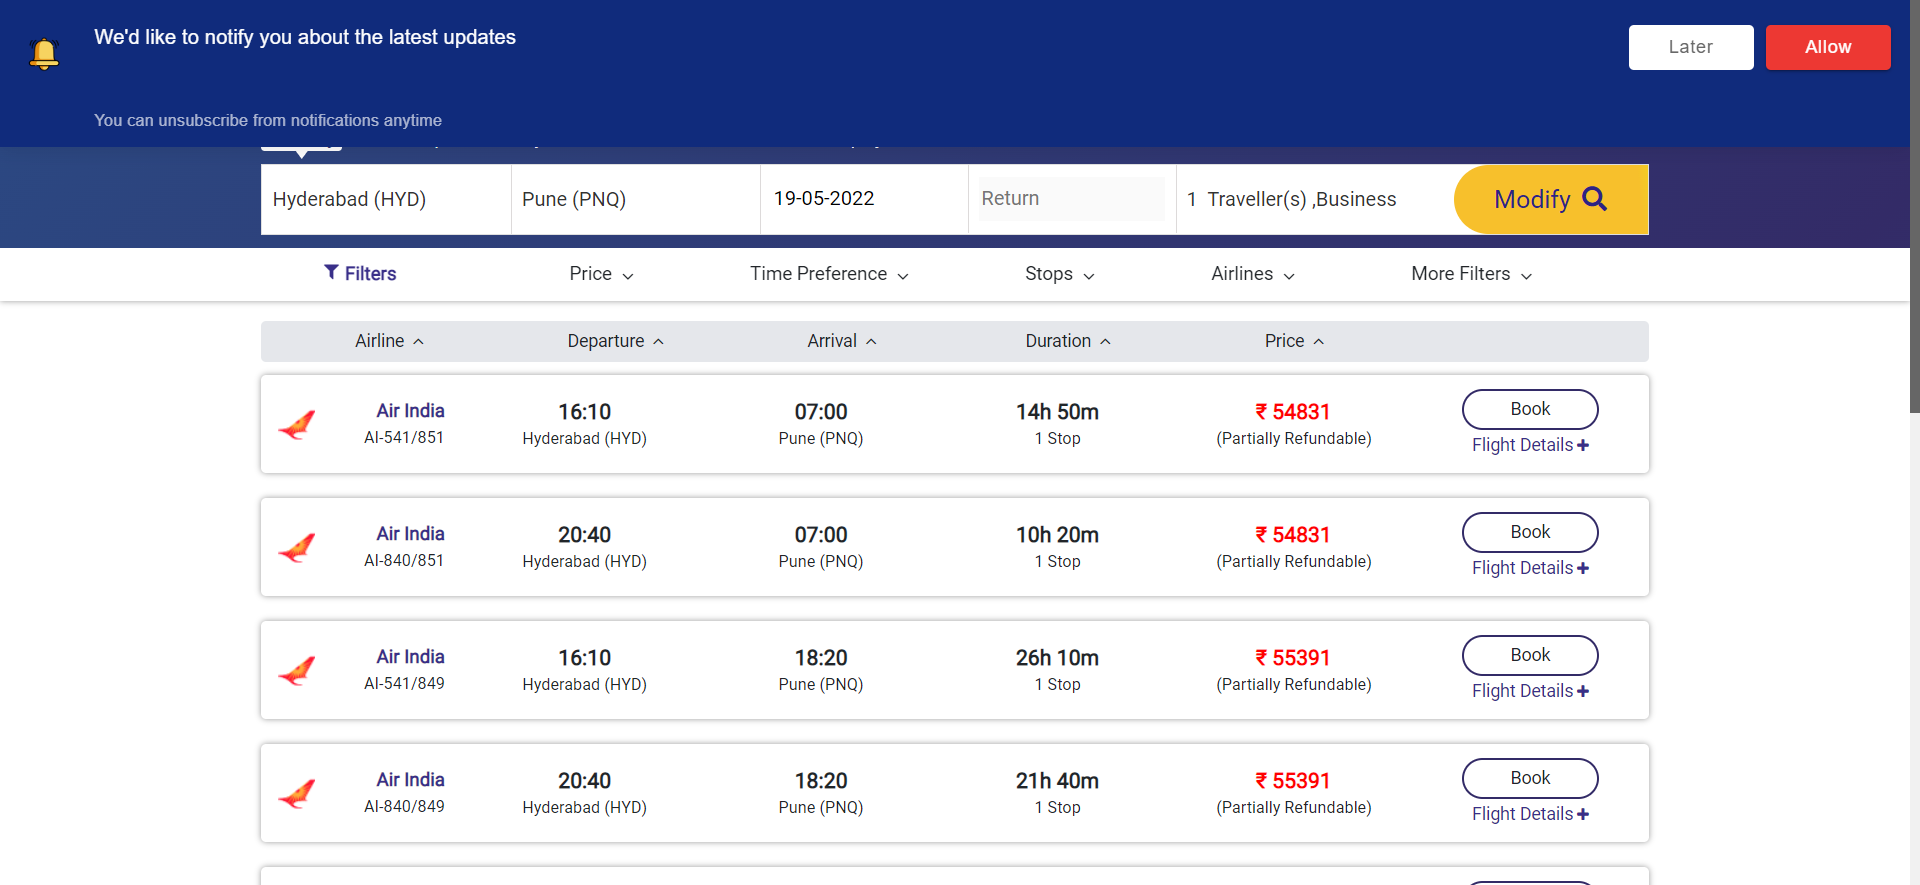 We'd like to notify you about the latest updates
Later
Allow
You can unsubscribe from notifications anytime
Hyderabad (HYD)
Pune (PNQ)
19-05-2022
Return
1 Traveller(s) ,Business
Modify
Filters
Price
Time Preference
Stops
Airlines
More Filters
Airline
Departure
Arrival
Duration
Price
Air India
16:10
07:00
14h 50m
₹ 54831
Book
AI-541/851
Hyderabad (HYD)
Pune (PNQ)
1 Stop
(Partially Refundable)
Flight Details
Air India
20:40
07:00
10h 20m
₹ 54831
Book
AI-840/851
Hyderabad (HYD)
Pune (PNQ)
1 Stop
(Partially Refundable)
Flight Details
Air India
16:10
18:20
26h 10m
₹ 55391
Book
AI-541/849
Hyderabad (HYD)
Pune (PNQ)
1 Stop
(Partially Refundable)
Flight Details
Air India
20:40
18:20
21h 40m
₹ 55391
Book
AI-840/849
Hyderabad (HYD)
Pune (PNQ)
1 Stop
(Partially Refundable)
Flight Details